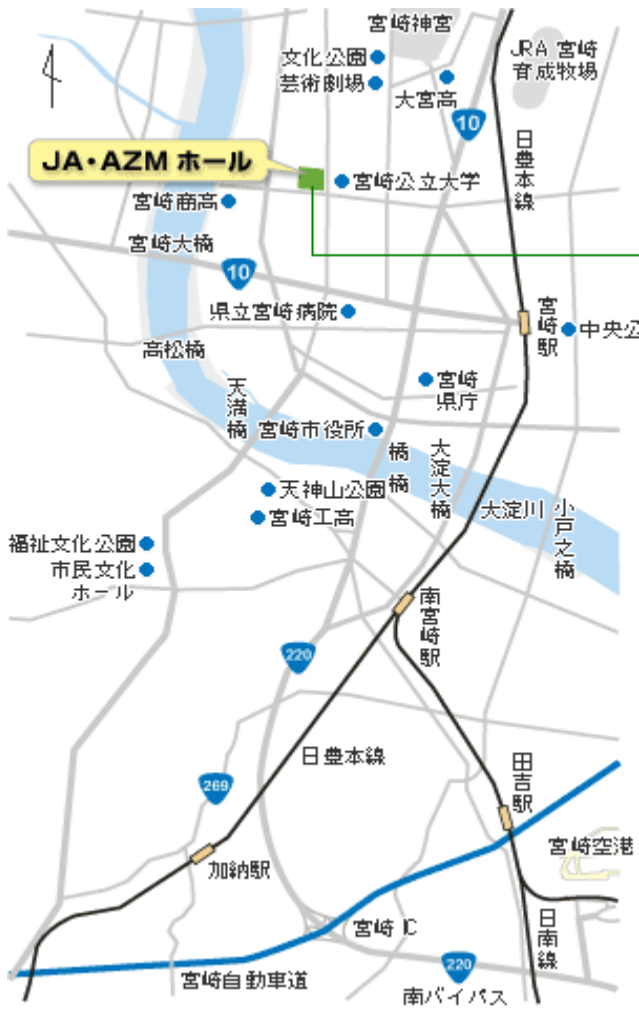 宮崎神宮
文化公園
芸術劇場
大宮高
JRA 宮崎
育成牧場
10
日豊本線
JA・AZM ホール
宮崎公立大学
宮崎商高
宮崎大橋
10
県立宮崎病院
宮崎駅
中央公
高松橋
天満橋
宮崎
県庁
宮崎市役所
橋
橋
大淀大橋
天神山公園
宮崎工高
大淀川
小戸之橋
福祉文化公園
市民文化
ホール
南宮崎駅
220
日豊本線
269
田吉駅
加納駅
宮崎空港
宮崎 IC
日南線
宮崎自動車道
220
南バイパス